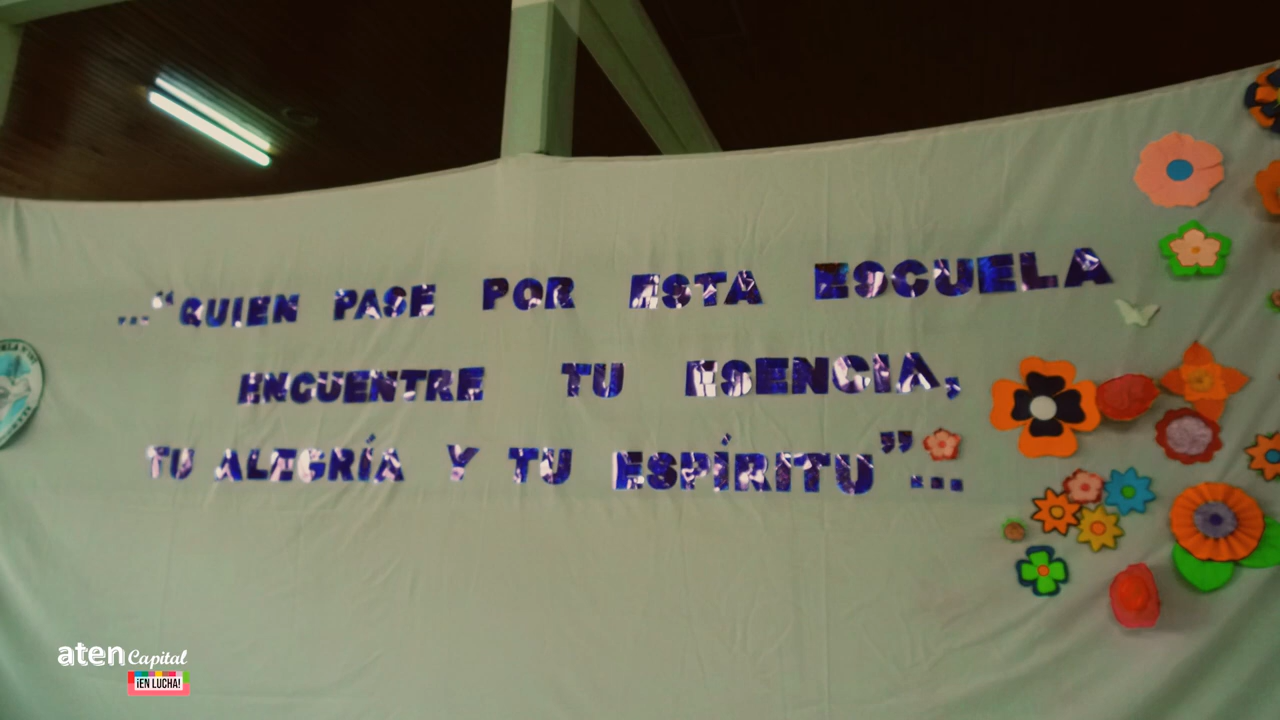 ..."QUIEN PASE POR ESTA ESCUELA
ENCUENTRE TU ESENCIA,
TU ALEGRÍA Y TU ESPÍRITU"...
aten Capital
¡EN LUCHA!